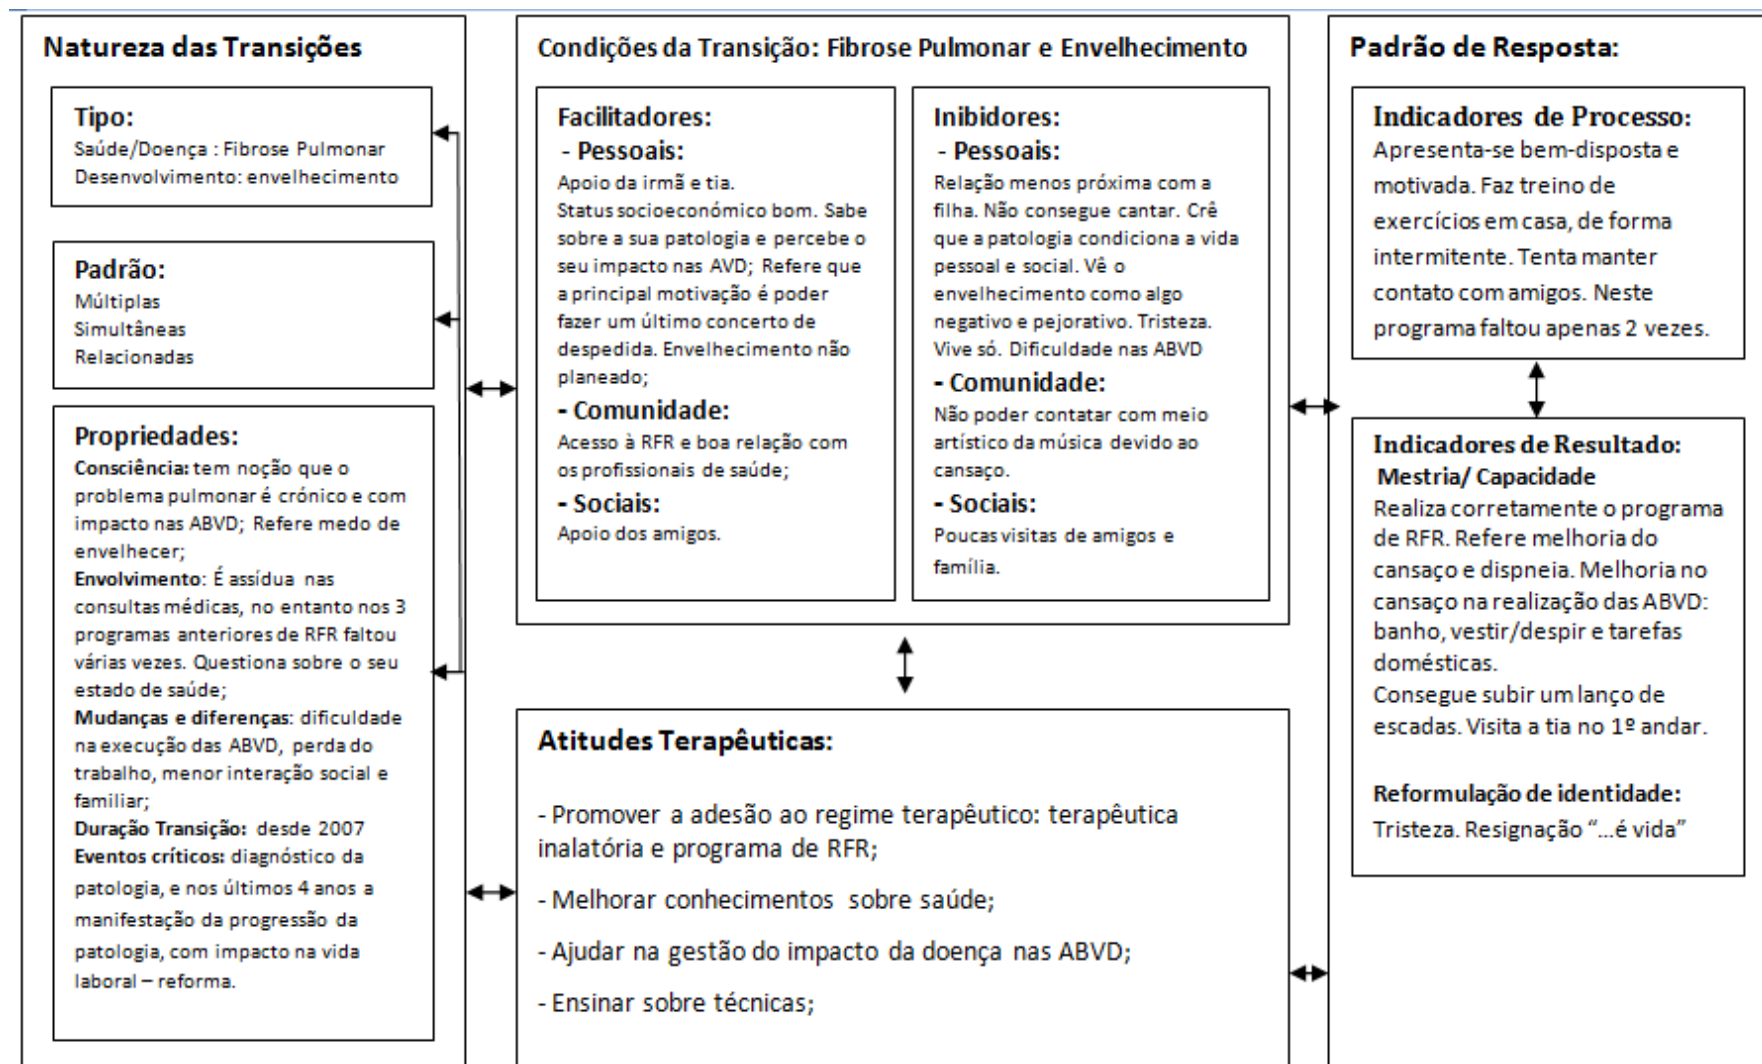 Natureza das Transições
Tipo:
Saúde/Doença : Fibrose Pulmonar
Desenvolvimento: envelhecimento
Padrão:
Múltiplas
Simultâneas
Relacionadas
Propriedades:
Consciência: tem noção que o
problema pulmonar é crónico e com
impacto nas ABVD; Refere medo de
envelhecer;
Envolvimento: É assídua nas
consultas médicas, no entanto nos 3
programas anteriores de RFR faltou
várias vezes. Questiona sobre o seu
estado de saúde;
Mudanças e diferenças: dificuldade
na execução das ABVD, perda do
trabalho, menor interação social e
familiar;
Duração Transição: desde 2007
Eventos críticos: diagnóstico da
patologia, e nos últimos 4 anos a
manifestação da progressão da
patologia, com impacto na vida
laboral – reforma.
Condições da Transição: Fibrose Pulmonar e Envelhecimento
Facilitadores:
- Pessoais:
Apoio da irmã e tia.
Status socioeconómico bom. Sabe
sobre a sua patologia e percebe o
seu impacto nas AVD; Refere que
a principal motivação é poder
fazer um último concerto de
despedida. Envelhecimento não
planeado;
- Comunidade:
Acesso à RFR e boa relação com
os profissionais de saúde;
- Sociais:
Apoio dos amigos.
Inibidores:
- Pessoais:
Relação menos próxima com a
filha. Não consegue cantar. Crê
que a patologia condiciona a vida
pessoal e social. Vê o
envelhecimento como algo
negativo e pejorativo. Tristeza.
Vive só. Dificuldade nas ABVD
- Comunidade:
Não poder contatar com meio
artístico da música devido ao
cansaço.
- Sociais:
Poucas visitas de amigos e
família.
Atitudes Terapêuticas:
- Promover a adesão ao regime terapêutico: terapêutica
inalatória e programa de RFR;
- Melhorar conhecimentos sobre saúde;
- Ajudar na gestão do impacto da doença nas ABVD;
- Ensinar sobre técnicas;
Padrão de Resposta:
Indicadores de Processo:
Apresenta-se bem-disposta e
motivada. Faz treino de
exercícios em casa, de forma
intermitente. Tenta manter
contato com amigos. Neste
programa faltou apenas 2 vezes.
Indicadores de Resultado:
Mestria/ Capacidade
Realiza corretamente o programa
de RFR. Refere melhoria do
cansaço e dispneia. Melhoria no
cansaço na realização das ABVD:
banho, vestir/despir e tarefas
domésticas.
Consegue subir um lanço de
escadas. Visita a tia no 1º andar.
Reformulação de identidade:
Tristeza. Resignação “...é vida”